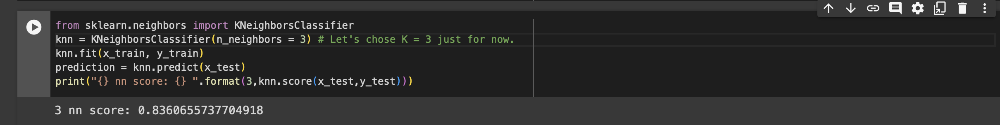 from sklearn.neighbors import KNeighborsClassifier
knn = KNeighborsClassifier(n_neighbors = 3) # Let's chose K = 3 just for now.
knn.fit(x_train, y_train)
prediction = knn.predict(x_test)
print("{} nn score: {} ".format(3,knn.score(x_test,y_test)))
3 nn score: 0.8360655737704918